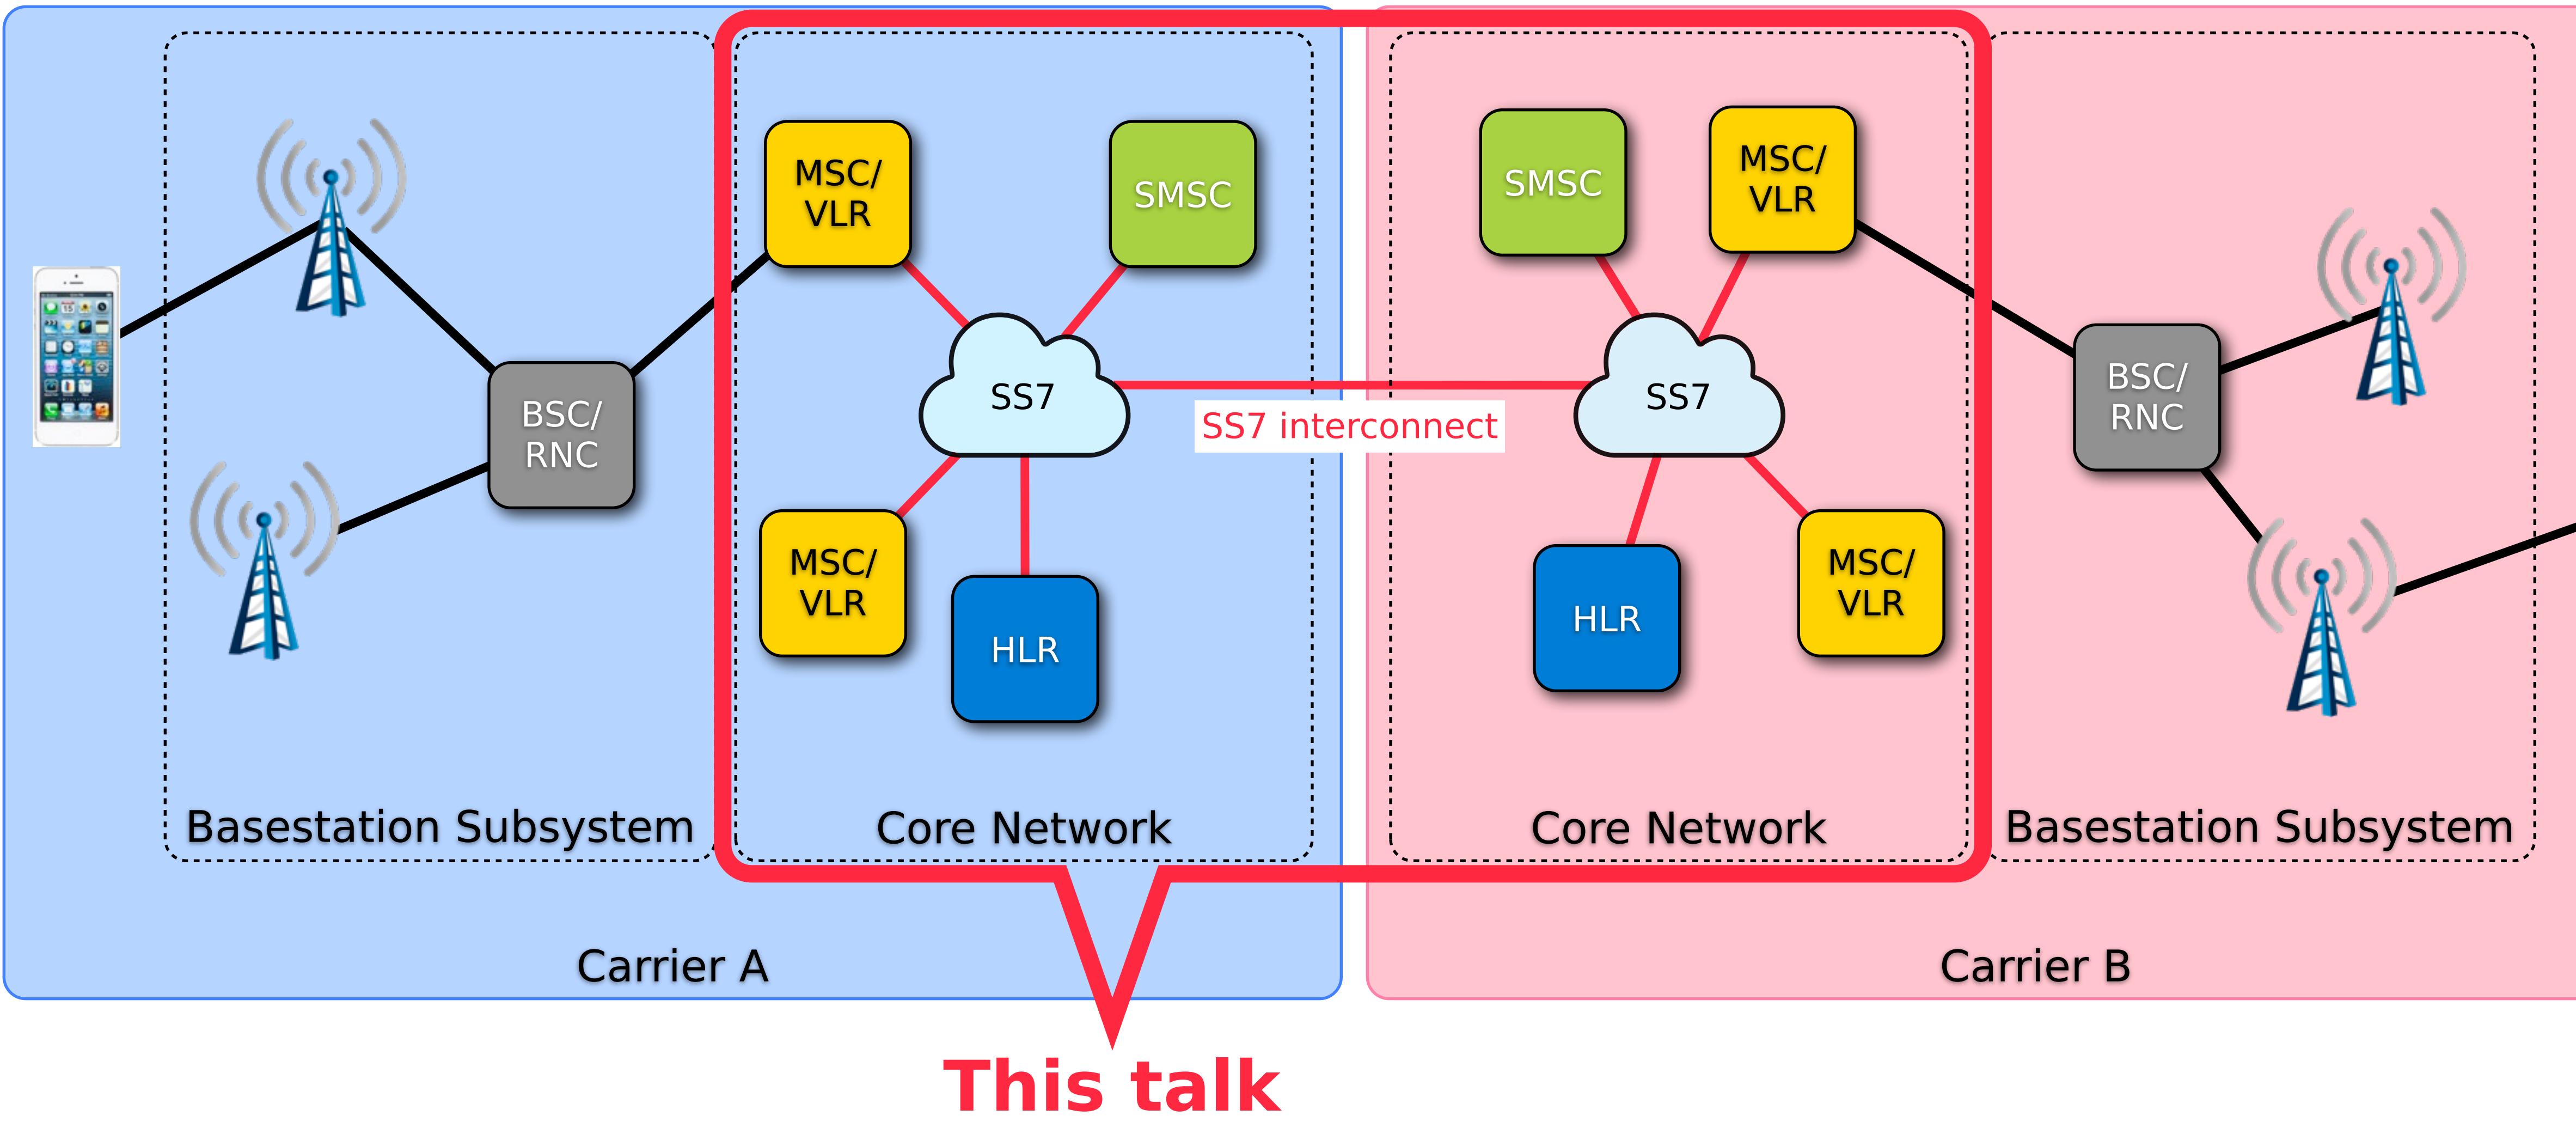 MSC/
VLR
SMSC
SMSC
MSC/
VLR
BSC/
RNC
SS7
SS7 interconnect
SS7
BSC/
RNC
MSC/
VLR
HLR
HLR
MSC/
VLR
Basestation Subsystem
Core Network
Core Network
Basestation Subsystem
Carrier A
Carrier B
This talk